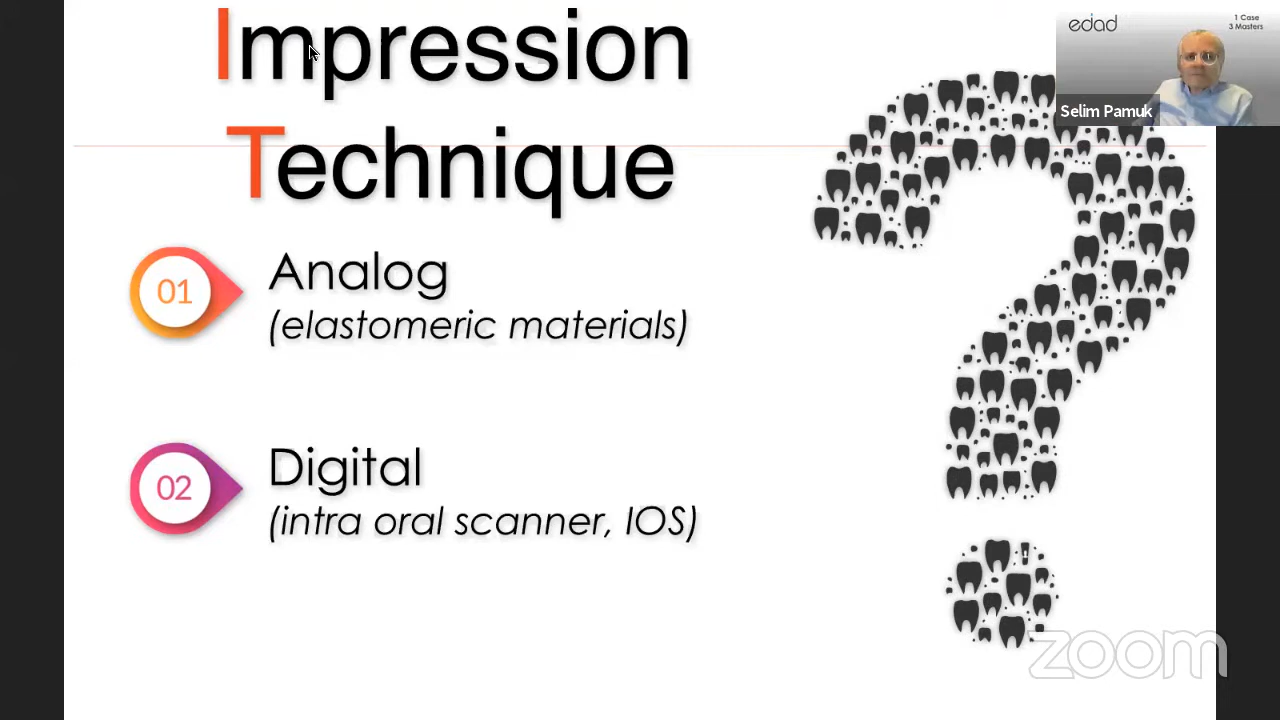 Impression
Technique
01
Analog
(elastomeric materials)
02
Digital
(intra oral scanner, IOS)
edad
1 Case
3 Masters
Selim Pamuk
zoom